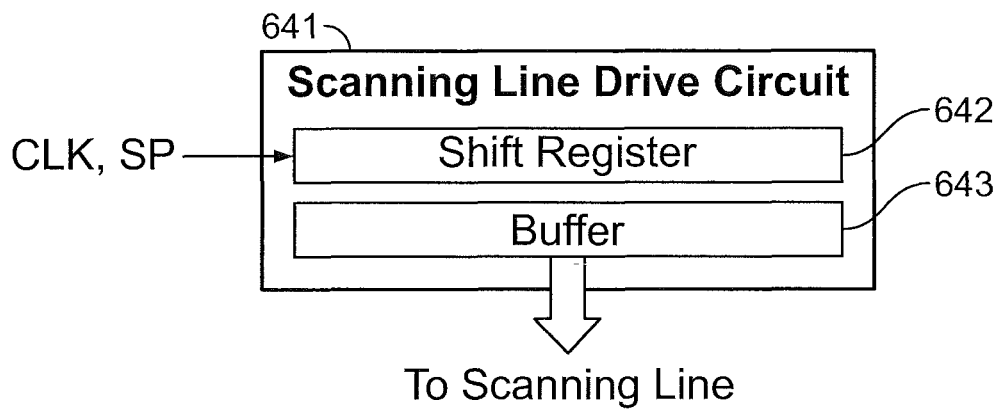 641
Scanning Line Drive Circuit
642
CLK, SP
Shift Register
643
Buffer
To Scanning Line